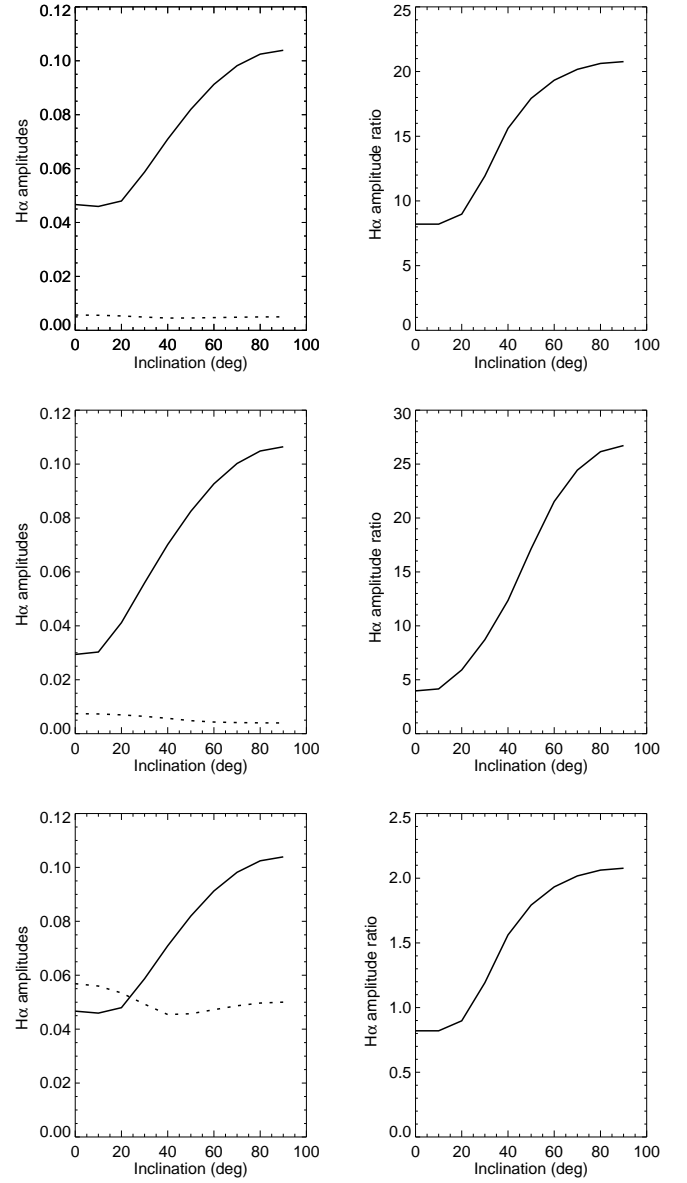 0.12
0.10
0.08
0.06
0.04
0.02
0.00
Hα amplitudes
0 20 40 60 80 100
Inclination (deg)
25
20
15
10
5
0
Hα amplitude ratio
0 20 40 60 80 100
Inclination (deg)
0.12
0.10
0.08
0.06
0.04
0.02
0.00
Hα amplitudes
0 20 40 60 80 100
Inclination (deg)
30
25
20
15
10
5
0
Hα amplitude ratio
0 20 40 60 80 100
Inclination (deg)
0.12
0.10
0.08
0.06
0.04
0.02
0.00
Hα amplitudes
0 20 40 60 80 100
Inclination (deg)
2.5
2.0
1.5
1.0
0.5
0.0
Hα amplitude ratio
0 20 40 60 80 100
Inclination (deg)